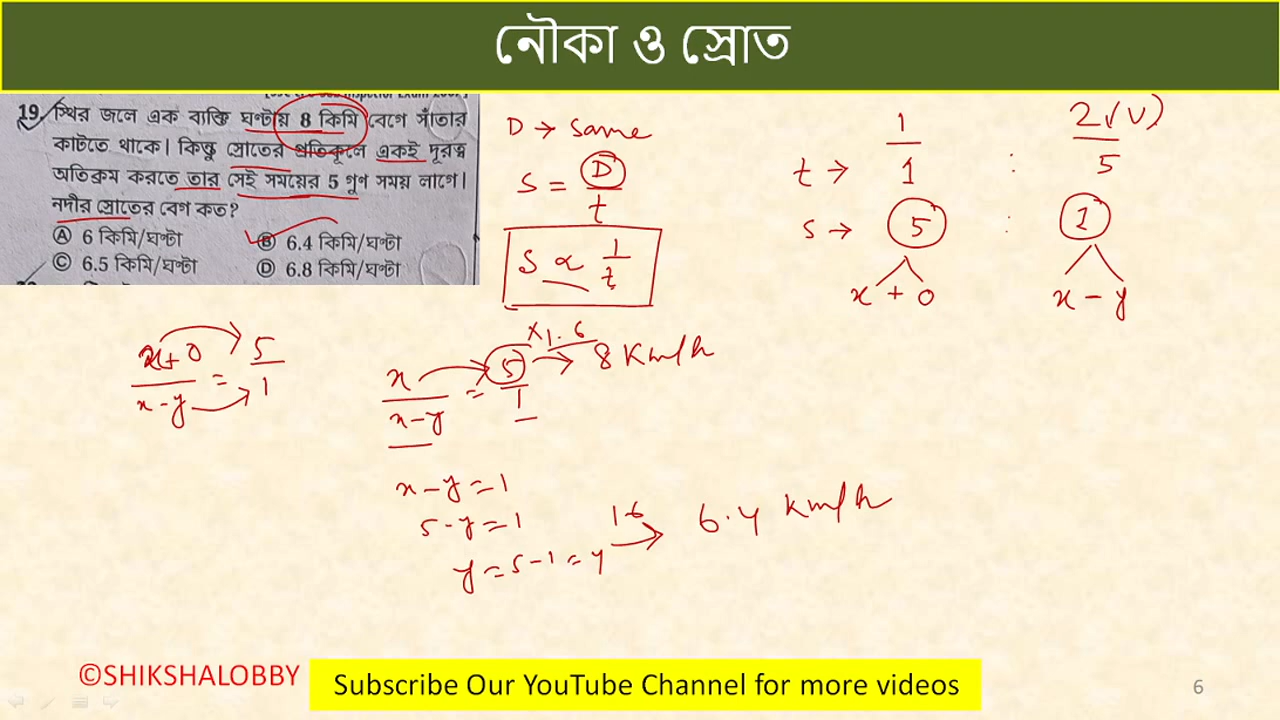 নৌকা ও স্রোত
19. স্থির জলে এক ব্যক্তি ঘণ্টায় 8 কিমি বেগে সাঁতার
কাটতে থাকে। কিন্তু স্রোতের প্রতিকূলে একই দূরত্ব
অতিক্রম করতে তার সেই সময়ের 5 গুণ সময় লাগে।
নদীর স্রোতের বেগ কত?
Ⓐ 6 কিমি/ঘণ্টা Ⓑ 6.4 কিমি/ঘণ্টা
Ⓒ 6.5 কিমি/ঘণ্টা Ⓓ 6.8 কিমি/ঘণ্টা
D → same
S = D/t
S ∝ 1/t
1 2(U)
t → 1 : 5
S → 5 : 1
x + 0 x - y
x+0/x-y = 5/1
x/x-y = 5/1 ×1.6 → 8 Km/h
x-y=1
5-y=1
y=5-1=4 1.6 → 6.4 Km/h
©SHIKSHALOBBY
Subscribe Our YouTube Channel for more videos
6